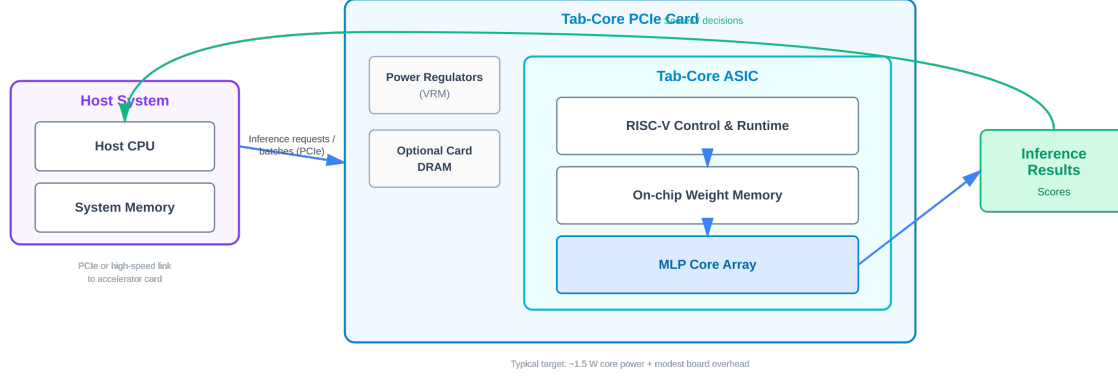 Tab-Core PCIe Card
Scores / decisions
Host System
Host CPU
System Memory
PCIe or high-speed link
to accelerator card
Inference requests /
batches (PCIe)
Power Regulators
(VRM)
Optional Card
DRAM
Tab-Core ASIC
RISC-V Control & Runtime
On-chip Weight Memory
MLP Core Array
Inference
Results
Scores
Typical target: ~1.5 W core power + modest board overhead